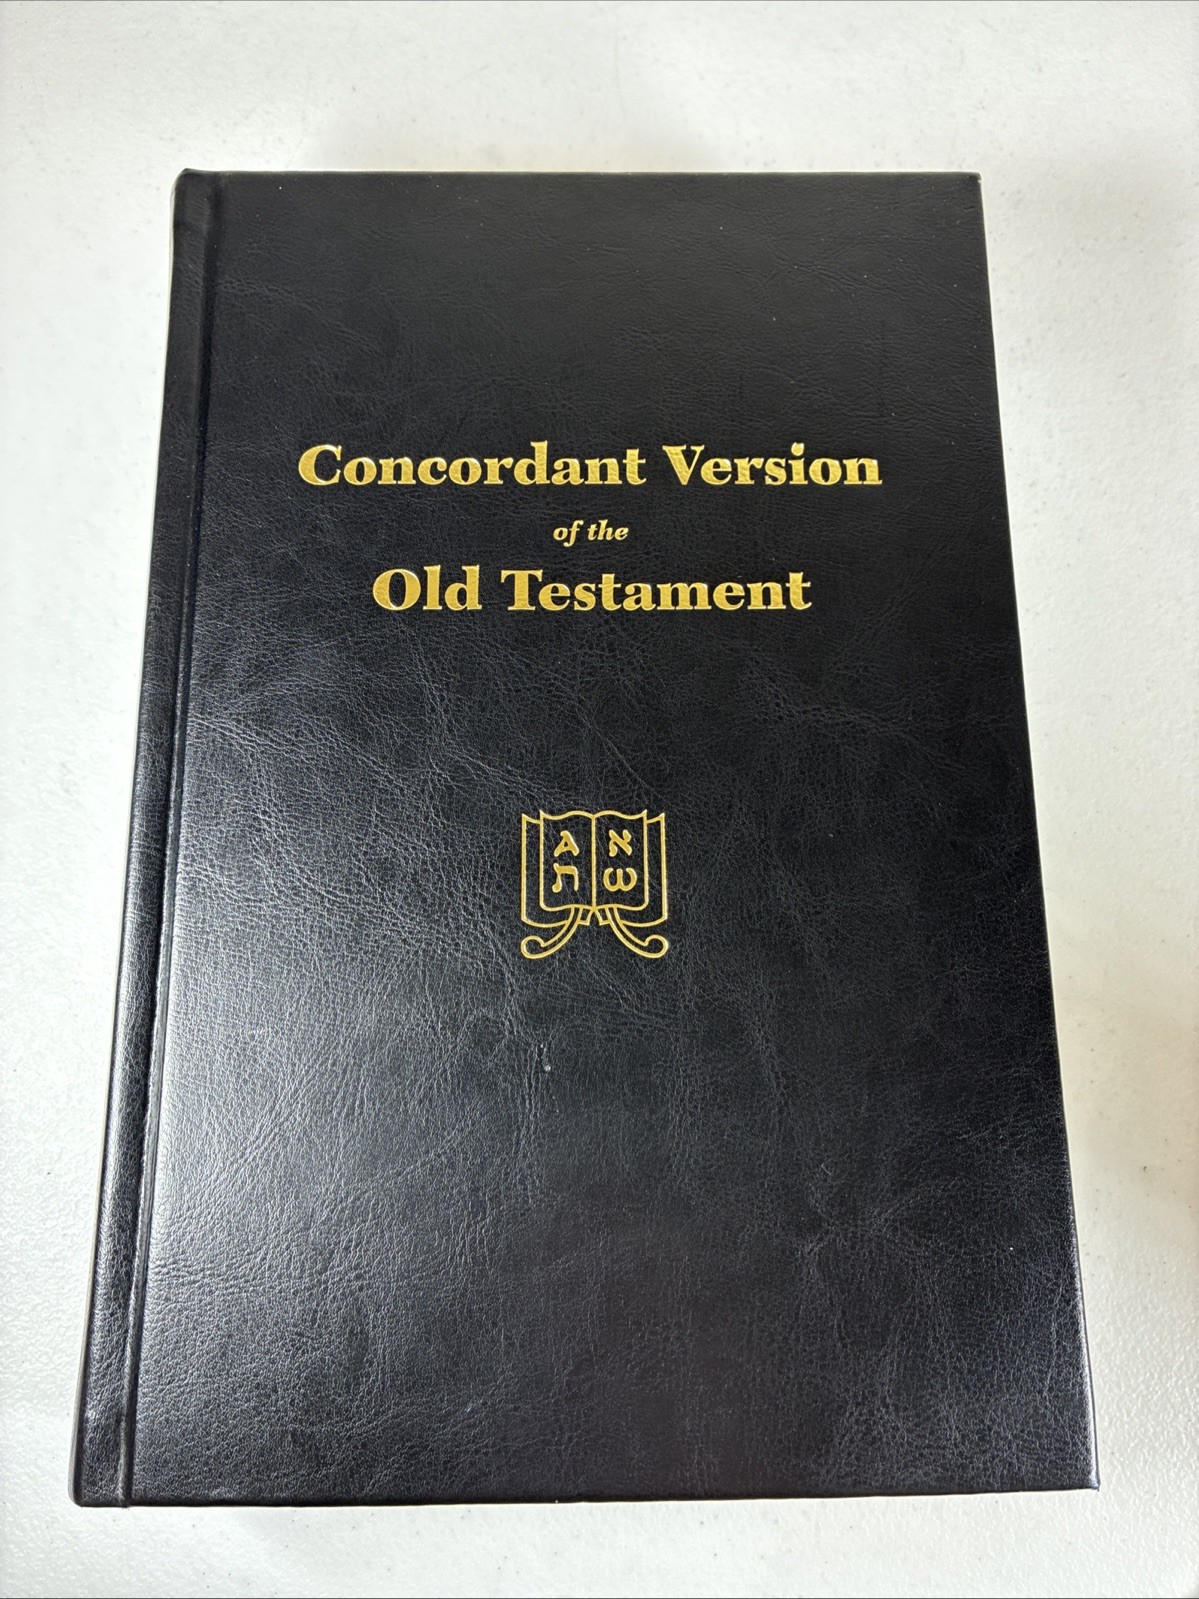 Concordant Version
of the
Old Testament
Α א
ת ω